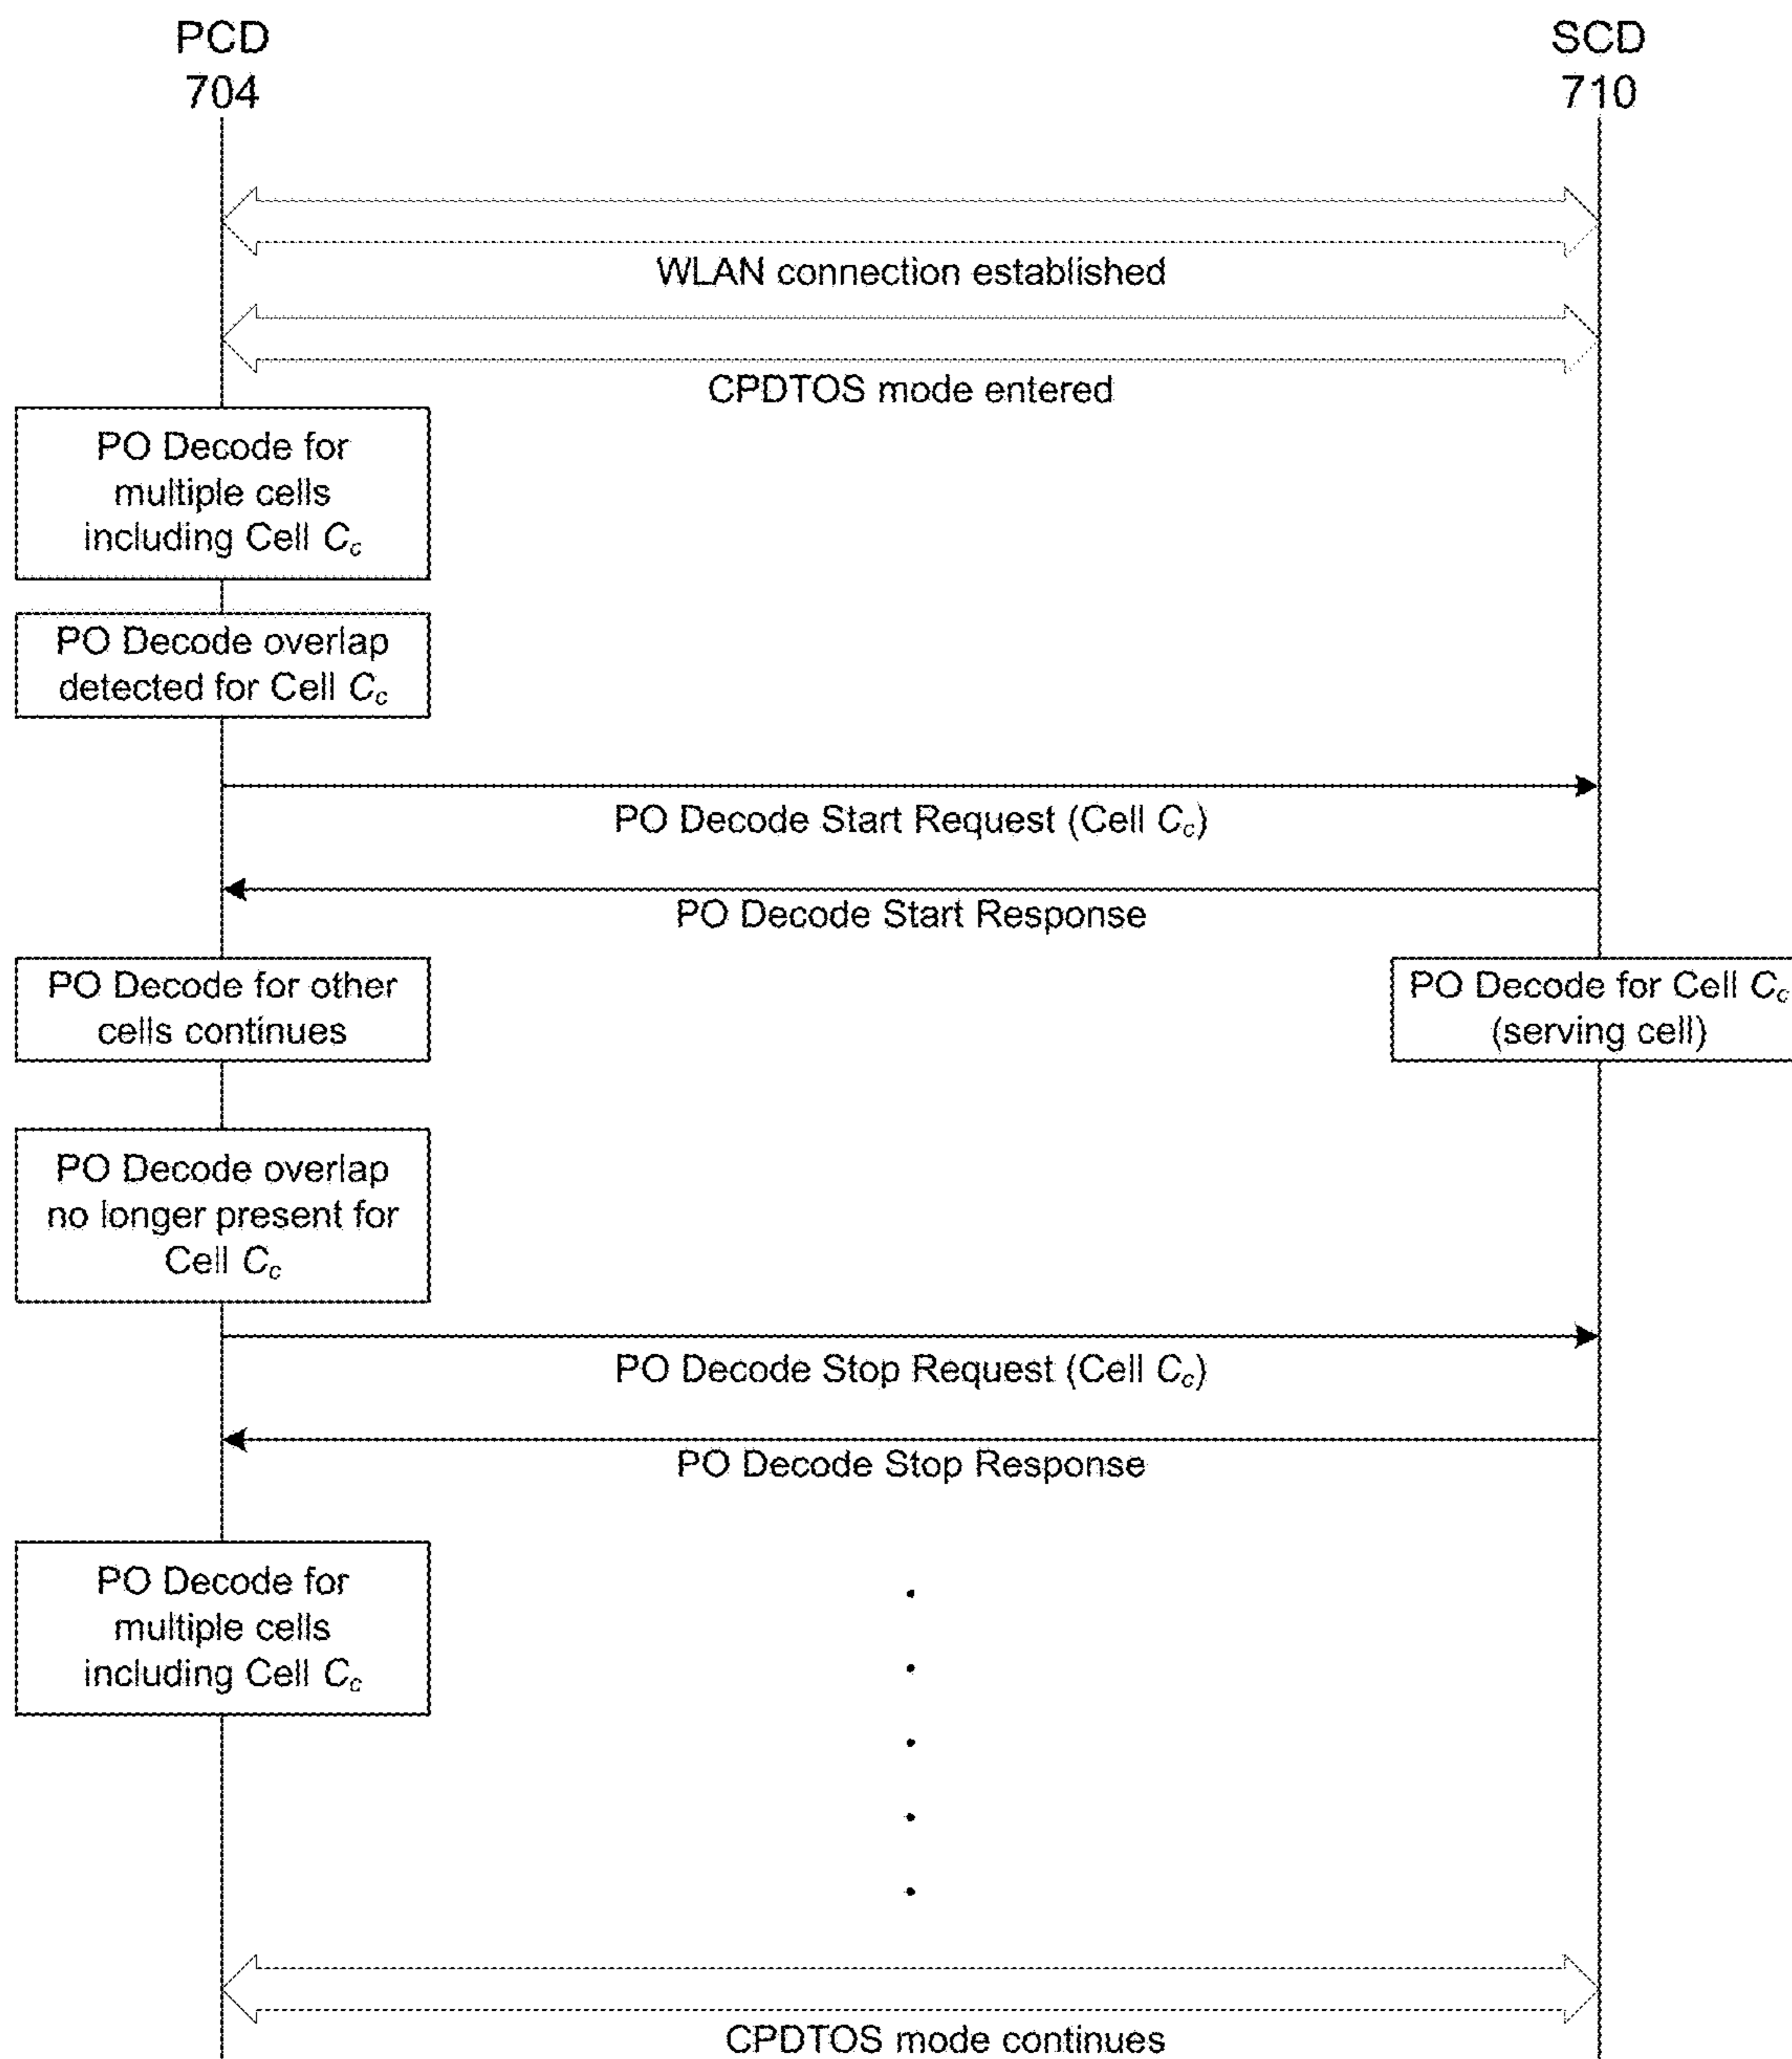 PCD
704
SCD
710
WLAN connection established
CPDTOS mode entered
PO Decode for
multiple cells
including Cell Cc
PO Decode overlap
detected for Cell Cc
PO Decode Start Request (Cell Cc)
PO Decode Start Response
PO Decode for other
cells continues
PO Decode for Cell Cc
(serving cell)
PO Decode overlap
no longer present for
Cell Cc
PO Decode Stop Request (Cell Cc)
PO Decode Stop Response
PO Decode for
multiple cells
including Cell Cc
CPDTOS mode continues